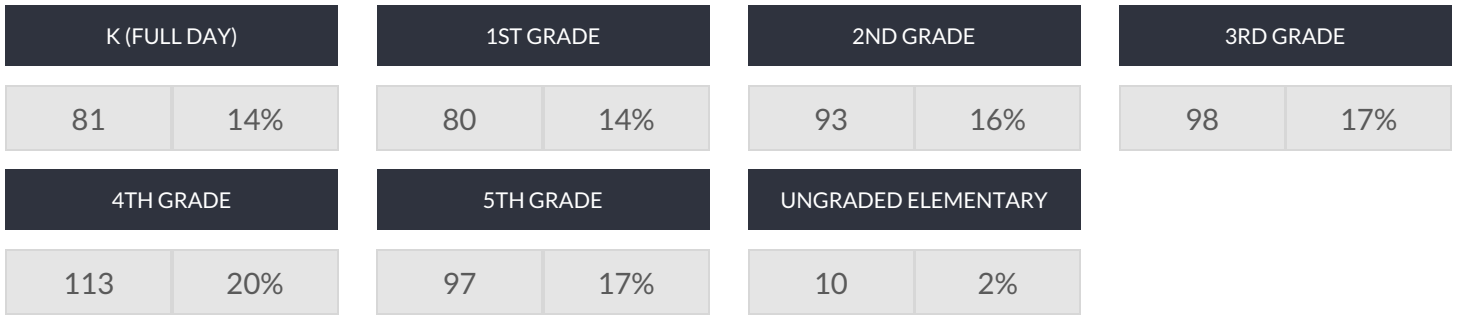 K (FULL DAY) 1ST GRADE 2ND GRADE 3RD GRADE
81 14% 80 14% 93 16% 98 17%
4TH GRADE 5TH GRADE UNGRADED ELEMENTARY
113 20% 97 17% 10 2%